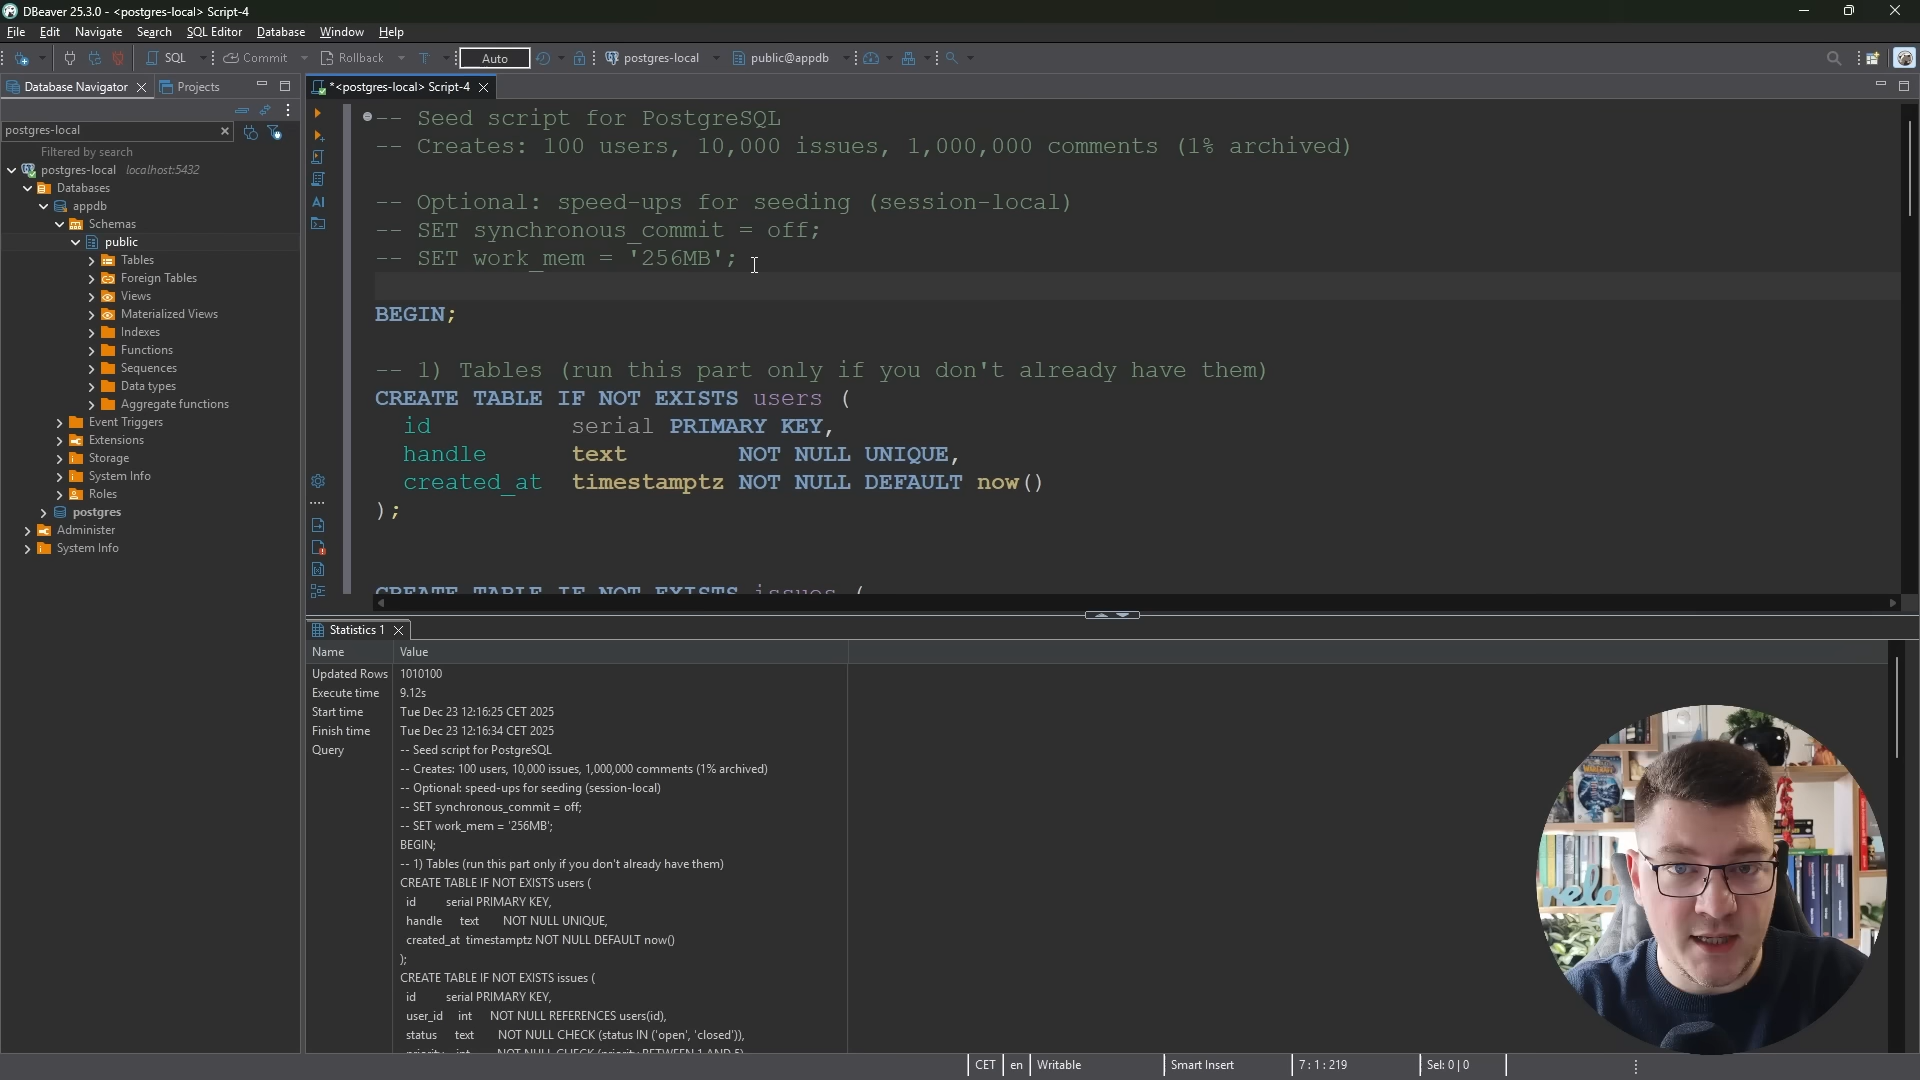 DBeaver 25.3.0 - <postgres-local> Script-4
File Edit Navigate Search SQL Editor Database Window Help
SQL Commit Rollback T Auto postgres-local public@appdb
Database Navigator Projects
postgres-local
Filtered by search
postgres-local localhost:5432
Databases
appdb
Schemas
public
Tables
Foreign Tables
Views
Materialized Views
Indexes
Functions
Sequences
Data types
Aggregate functions
Event Triggers
Extensions
Storage
System Info
Roles
postgres
Administer
System Info
*<postgres-local> Script-4
AI
-- Seed script for PostgreSQL
-- Creates: 100 users, 10,000 issues, 1,000,000 comments (1% archived)
-- Optional: speed-ups for seeding (session-local)
-- SET synchronous_commit = off;
-- SET work_mem = '256MB';
BEGIN;
-- 1) Tables (run this part only if you don't already have them)
CREATE TABLE IF NOT EXISTS users (
id serial PRIMARY KEY,
handle text NOT NULL UNIQUE,
created_at timestamptz NOT NULL DEFAULT now()
);
CREATE TABLE IF NOT EXISTS issues (
Statistics 1
Name Value
Updated Rows 1010100
Execute time 9.12s
Start time Tue Dec 23 12:16:25 CET 2025
Finish time Tue Dec 23 12:16:34 CET 2025
Query -- Seed script for PostgreSQL
-- Creates: 100 users, 10,000 issues, 1,000,000 comments (1% archived)
-- Optional: speed-ups for seeding (session-local)
-- SET synchronous_commit = off;
-- SET work_mem = '256MB';
BEGIN;
-- 1) Tables (run this part only if you don't already have them)
CREATE TABLE IF NOT EXISTS users (
id serial PRIMARY KEY,
handle text NOT NULL UNIQUE,
created_at timestamptz NOT NULL DEFAULT now()
);
CREATE TABLE IF NOT EXISTS issues (
id serial PRIMARY KEY,
user_id int NOT NULL REFERENCES users(id),
status text NOT NULL CHECK (status IN ('open', 'closed')),
priority int NOT NULL CHECK (priority BETWEEN 1 AND 5)
CET en Writable Smart Insert 7 : 1 : 219 Sel: 0 | 0